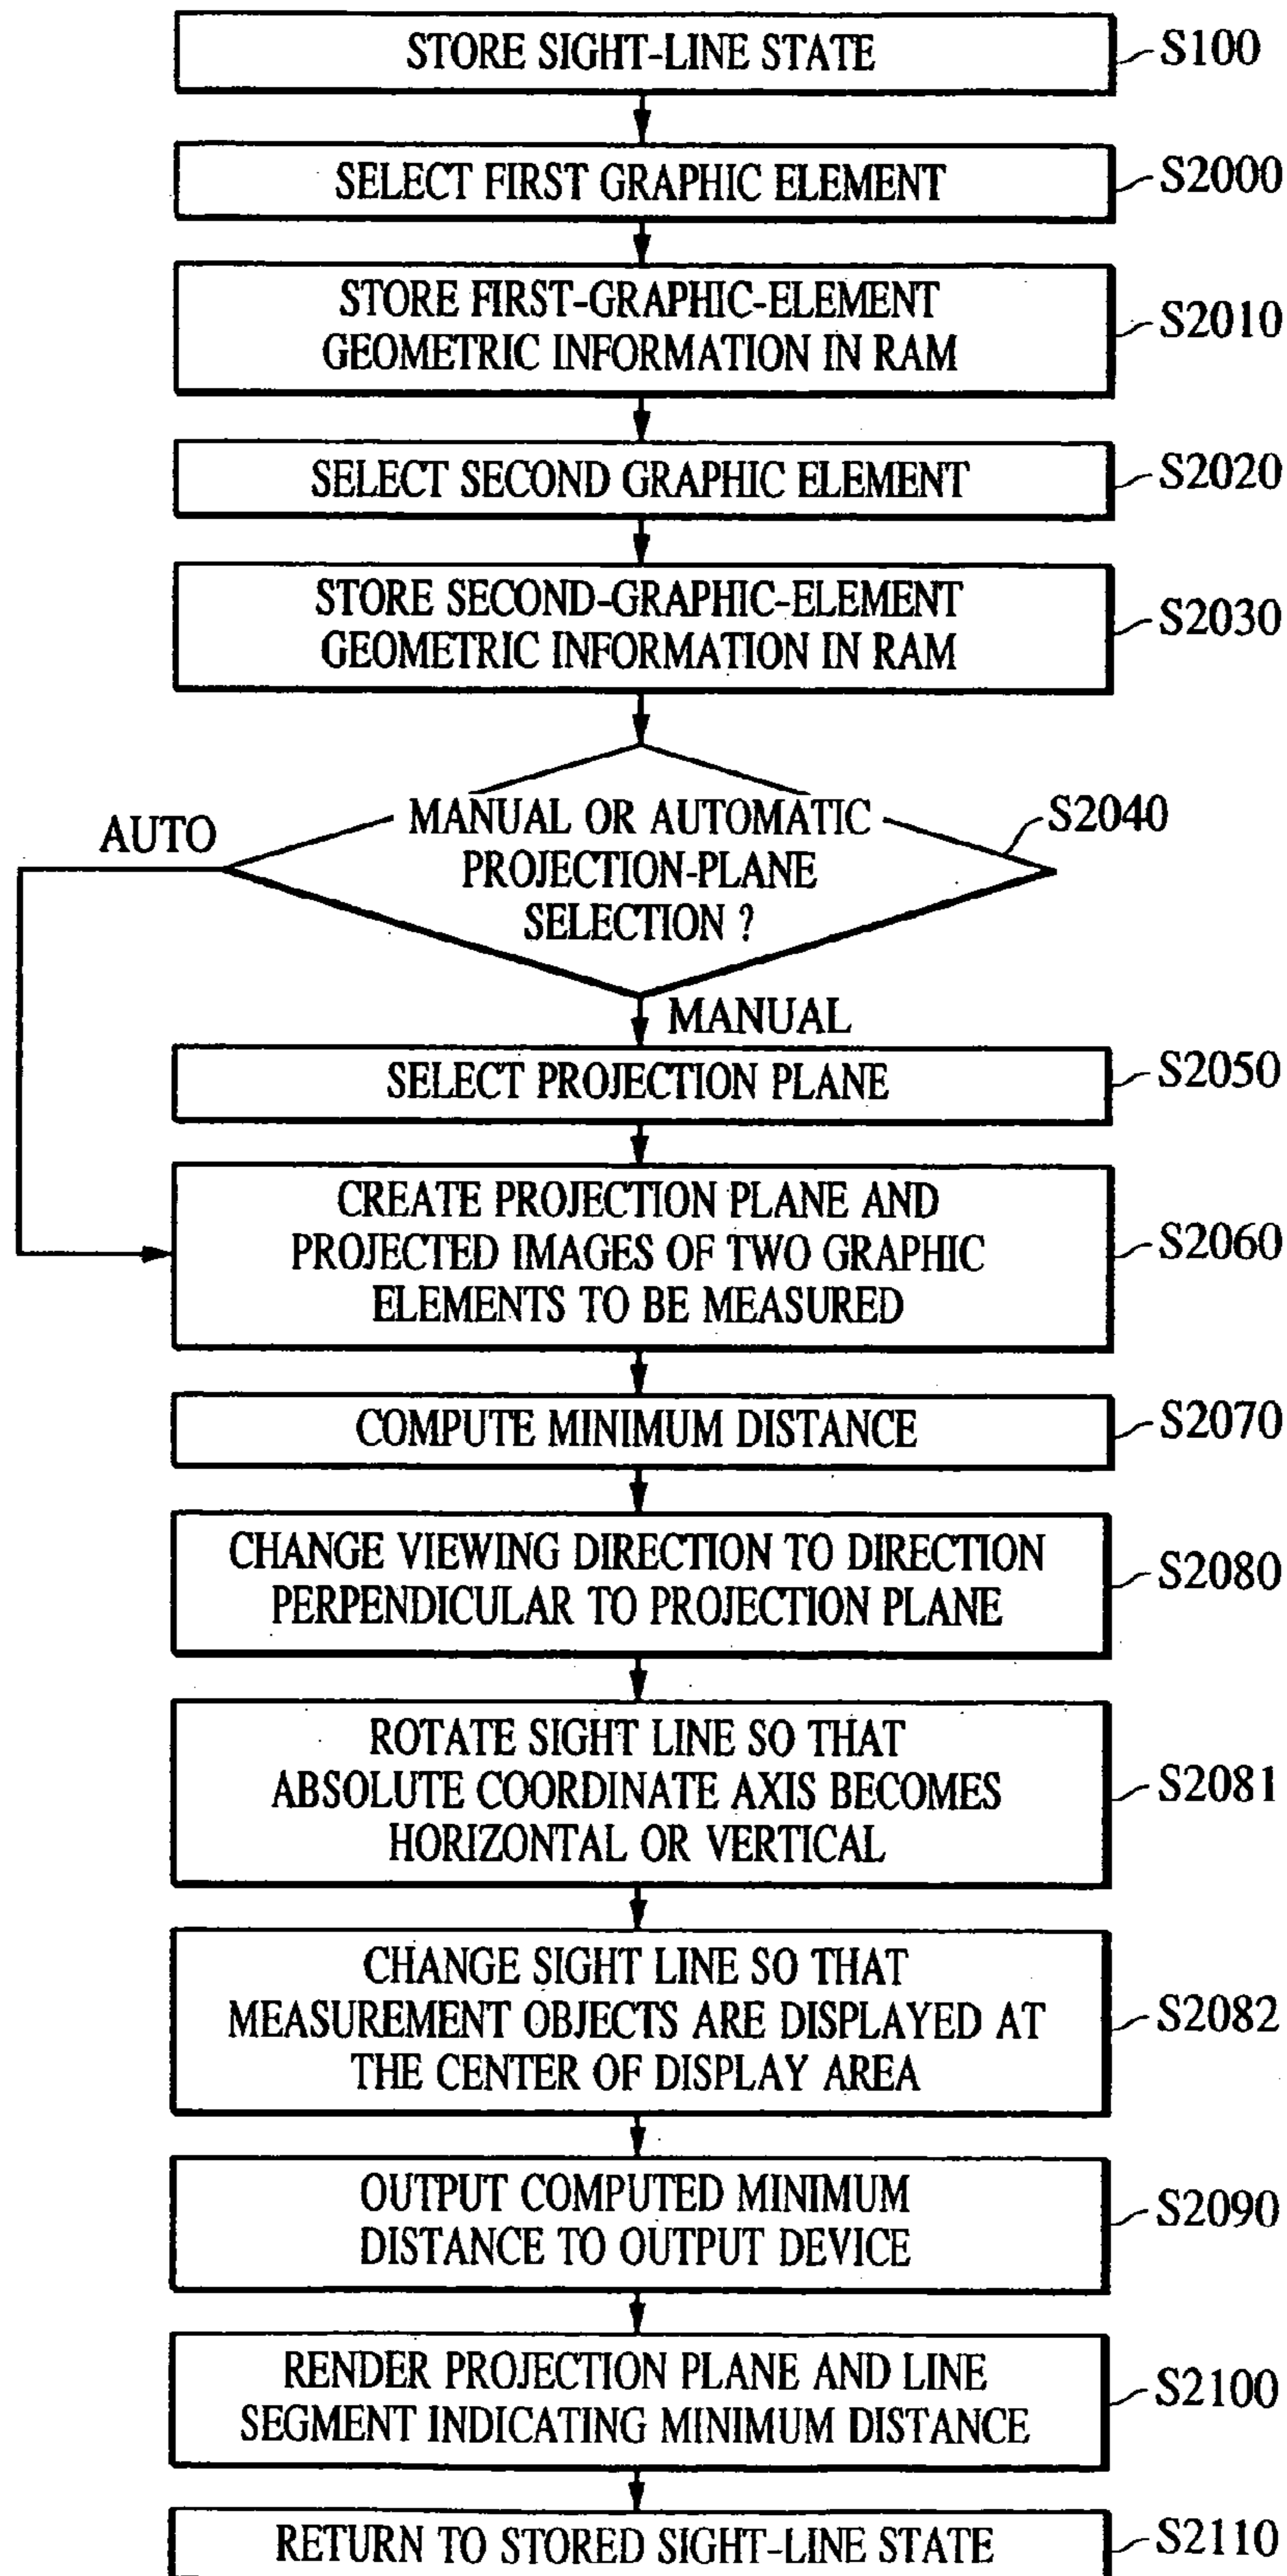 STORE SIGHT-LINE STATE
S100
SELECT FIRST GRAPHIC ELEMENT
S2000
STORE FIRST-GRAPHIC-ELEMENT
GEOMETRIC INFORMATION IN RAM
S2010
SELECT SECOND GRAPHIC ELEMENT
S2020
STORE SECOND-GRAPHIC-ELEMENT
GEOMETRIC INFORMATION IN RAM
S2030
MANUAL OR AUTOMATIC
PROJECTION-PLANE
SELECTION ?
S2040
AUTO
MANUAL
SELECT PROJECTION PLANE
S2050
CREATE PROJECTION PLANE AND
PROJECTED IMAGES OF TWO GRAPHIC
ELEMENTS TO BE MEASURED
S2060
COMPUTE MINIMUM DISTANCE
S2070
CHANGE VIEWING DIRECTION TO DIRECTION
PERPENDICULAR TO PROJECTION PLANE
S2080
ROTATE SIGHT LINE SO THAT
ABSOLUTE COORDINATE AXIS BECOMES
HORIZONTAL OR VERTICAL
S2081
CHANGE SIGHT LINE SO THAT
MEASUREMENT OBJECTS ARE DISPLAYED AT
THE CENTER OF DISPLAY AREA
S2082
OUTPUT COMPUTED MINIMUM
DISTANCE TO OUTPUT DEVICE
S2090
RENDER PROJECTION PLANE AND LINE
SEGMENT INDICATING MINIMUM DISTANCE
S2100
RETURN TO STORED SIGHT-LINE STATE
S2110